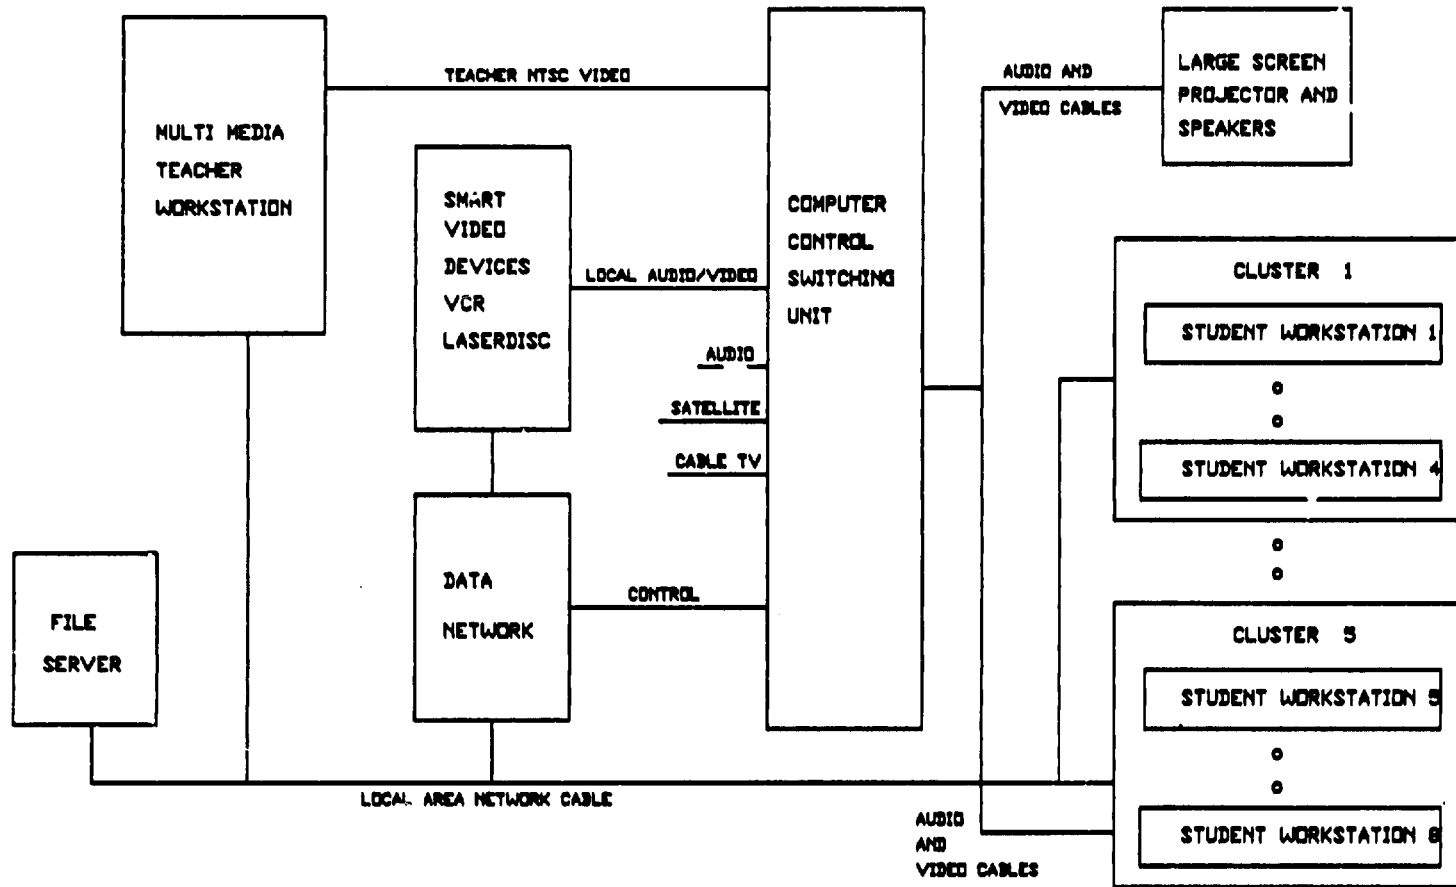 TEACHER NTSC VIDEO
MULTI MEDIA
TEACHER
WORKSTATION
SMART
VIDEO
DEVICES
VCR
LASERDISC
LOCAL AUDIO/VIDEO
AUDIO
SATELLITE
CABLE TV
COMPUTER
CONTROL
SWITCHING
UNIT
AUDIO AND
VIDEO CABLES
LARGE SCREEN
PROJECTOR AND
SPEAKERS
CLUSTER 1
STUDENT WORKSTATION 1
STUDENT WORKSTATION 4
FILE
SERVER
DATA
NETWORK
CONTROL
CLUSTER 5
STUDENT WORKSTATION 5
STUDENT WORKSTATION 8
LOCAL AREA NETWORK CABLE
AUDIO
AND
VIDEO CABLES